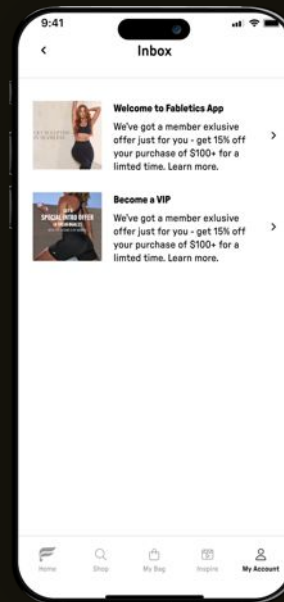 9:41
Inbox
Welcome to Fabletics App
We've got a member exlusive
offer just for you - get 15% off
your purchase of $100+ for a
limted time. Learn more.
SPECIAL INTRO OFFER
Become a VIP
We've got a member exlusive
offer just for you - get 15% off
your purchase of $100+ for a
limted time. Learn more.
Home
Shop
My Bag
Inspire
My Account